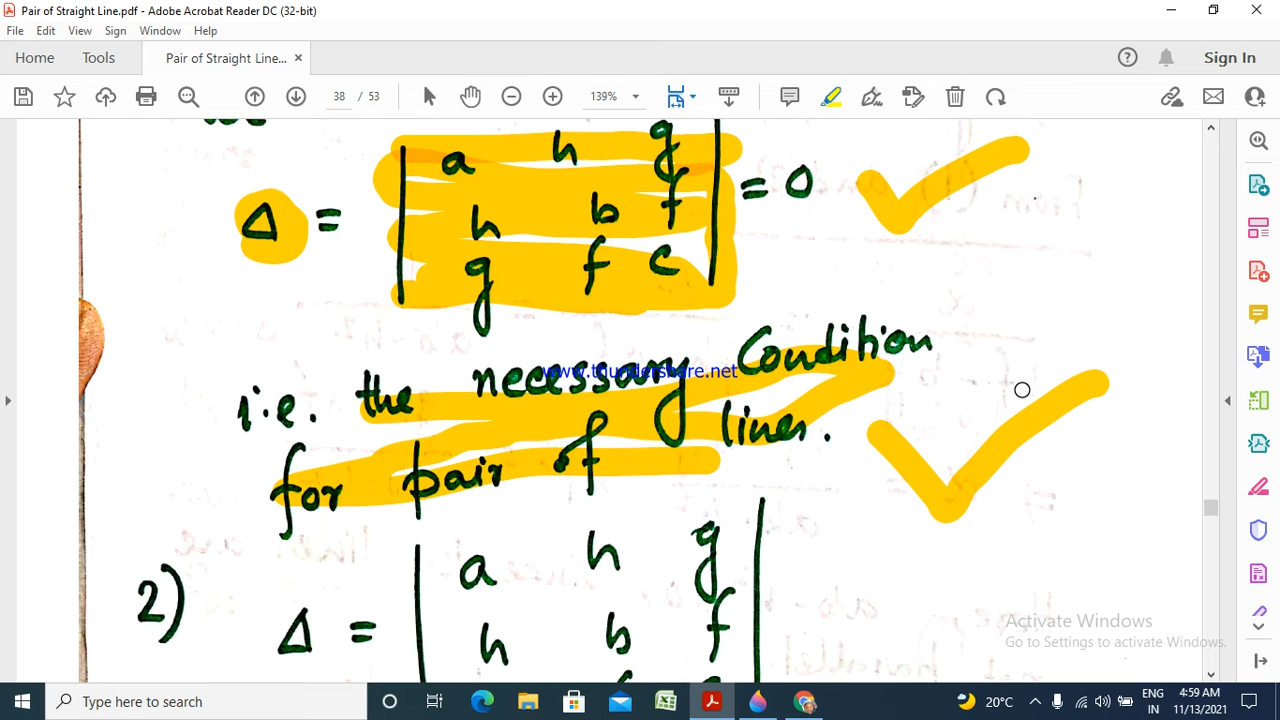 Pair of Straight Line.pdf - Adobe Acrobat Reader DC (32-bit)
File Edit View Sign Window Help
Home Tools Pair of Straight Line... × Sign In
38 / 53 139%
a h g
Δ = h b f = 0
g f c
i.e. the necessary Condition
www.thundershare.net
for pair of lines.
2) Δ =
a h g
h b f
Activate Windows
Go to Settings to activate Windows.
Type here to search
20°C ENG 4:59 AM
IN 11/13/2021